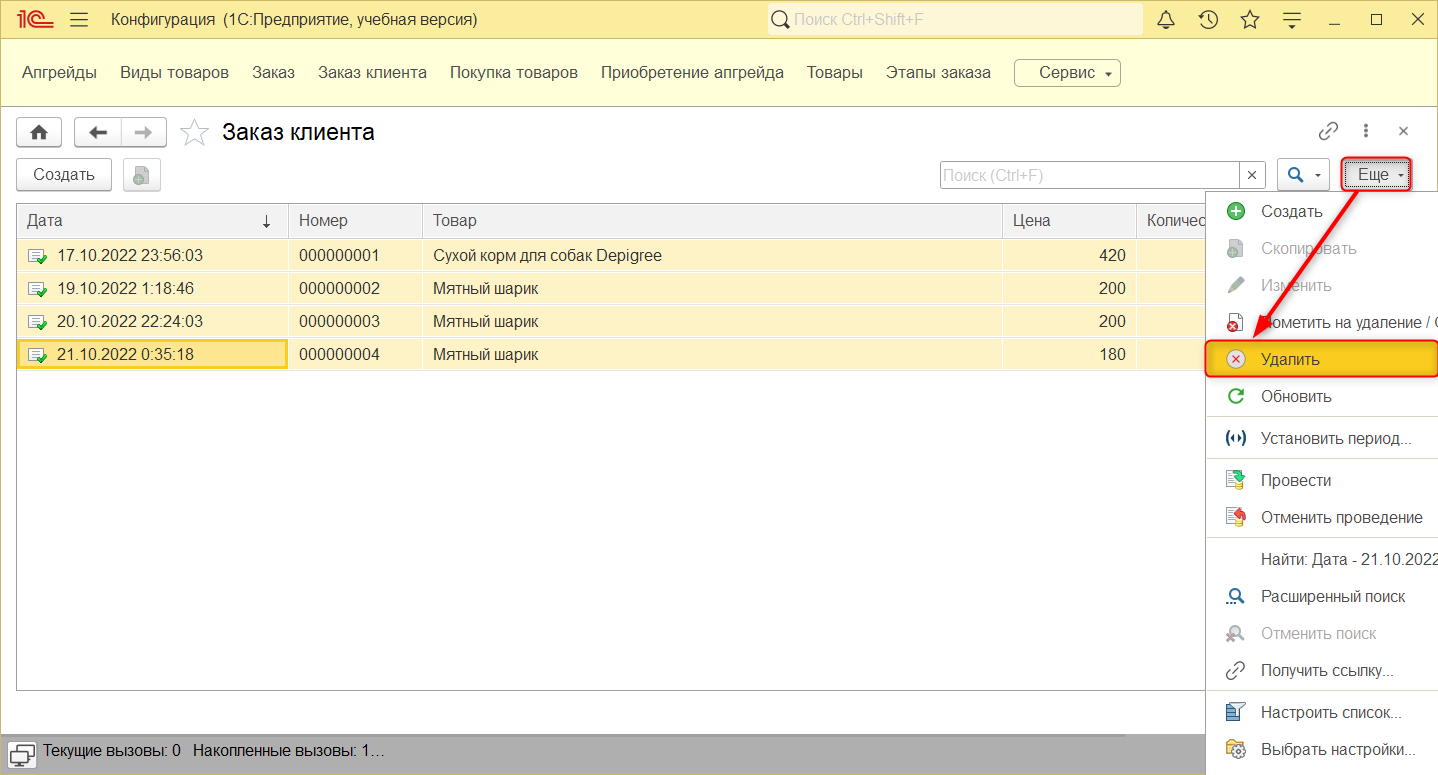 1С Конфигурация (1С:Предприятие, учебная версия) Поиск Ctrl+Shift+F
Апгрейды Виды товаров Заказ Заказ клиента Покупка товаров Приобретение апгрейда Товары Этапы заказа Сервис
Заказ клиента
Создать Поиск (Ctrl+F) Еще
Дата Номер Товар Цена Количес
17.10.2022 23:56:03 000000001 Сухой корм для собак Depigree 420
19.10.2022 1:18:46 000000002 Мятный шарик 200
20.10.2022 22:24:03 000000003 Мятный шарик 200
21.10.2022 0:35:18 000000004 Мятный шарик 180
Создать
Скопировать
Изменить
Пометить на удаление /
Удалить
Обновить
Установить период...
Провести
Отменить проведение
Найти: Дата - 21.10.2022
Расширенный поиск
Отменить поиск
Получить ссылку...
Настроить список...
Выбрать настройки...
Текущие вызовы: 0 Накопленные вызовы: 1...